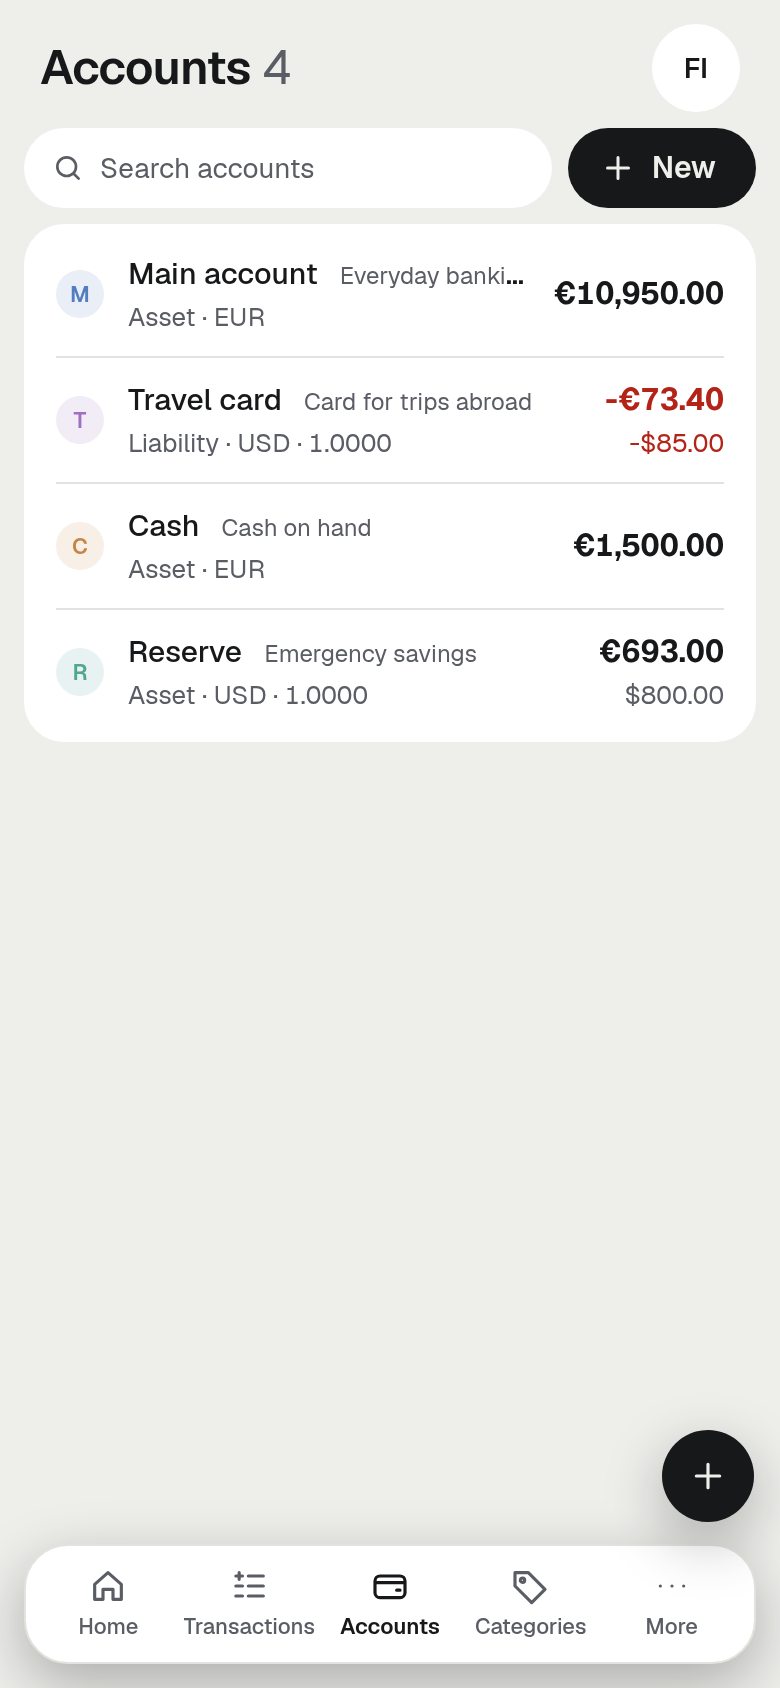 Accounts 4
FI
Search accounts
New
M
Main account Everyday banki...
€10,950.00
Asset · EUR
T
Travel card Card for trips abroad
-€73.40
Liability · USD · 1.0000
-$85.00
C
Cash Cash on hand
€1,500.00
Asset · EUR
R
Reserve Emergency savings
€693.00
Asset · USD · 1.0000
$800.00
Home Transactions Accounts Categories More